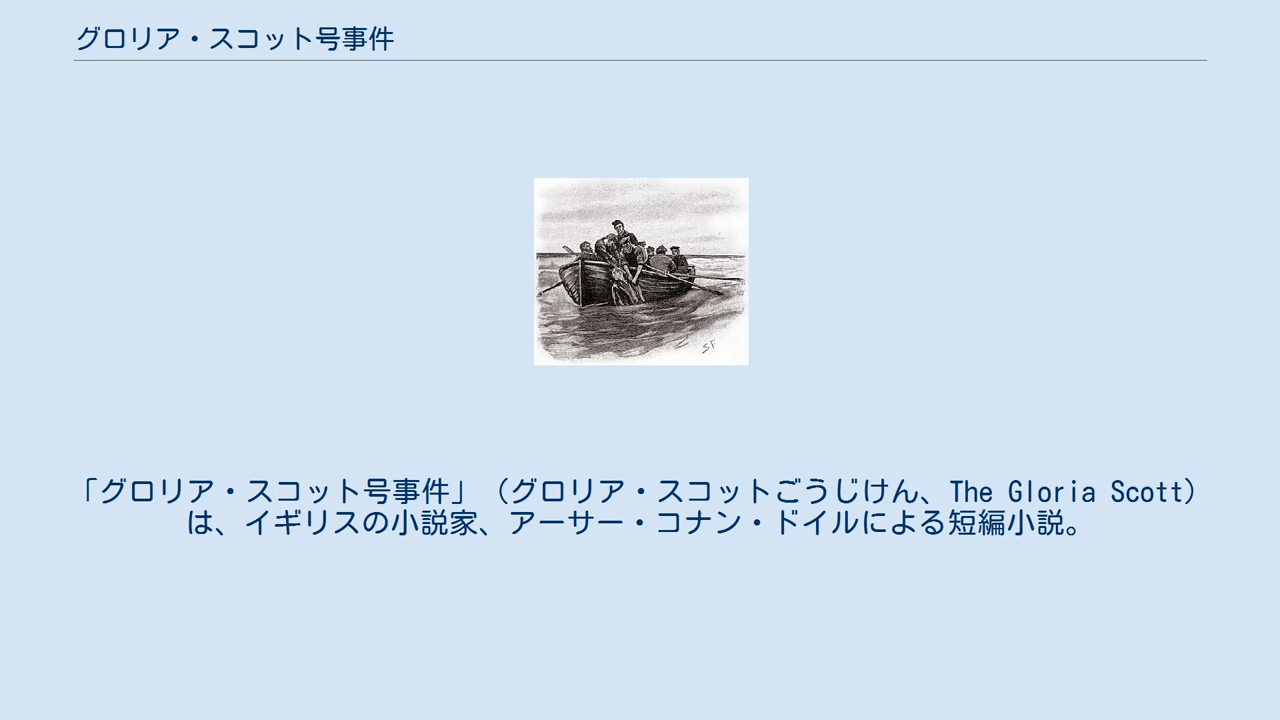 グロリア・スコット号事件
SF
「グロリア・スコット号事件」（グロリア・スコットごうじけん、The Gloria Scott）
は、イギリスの小説家、アーサー・コナン・ドイルによる短編小説。